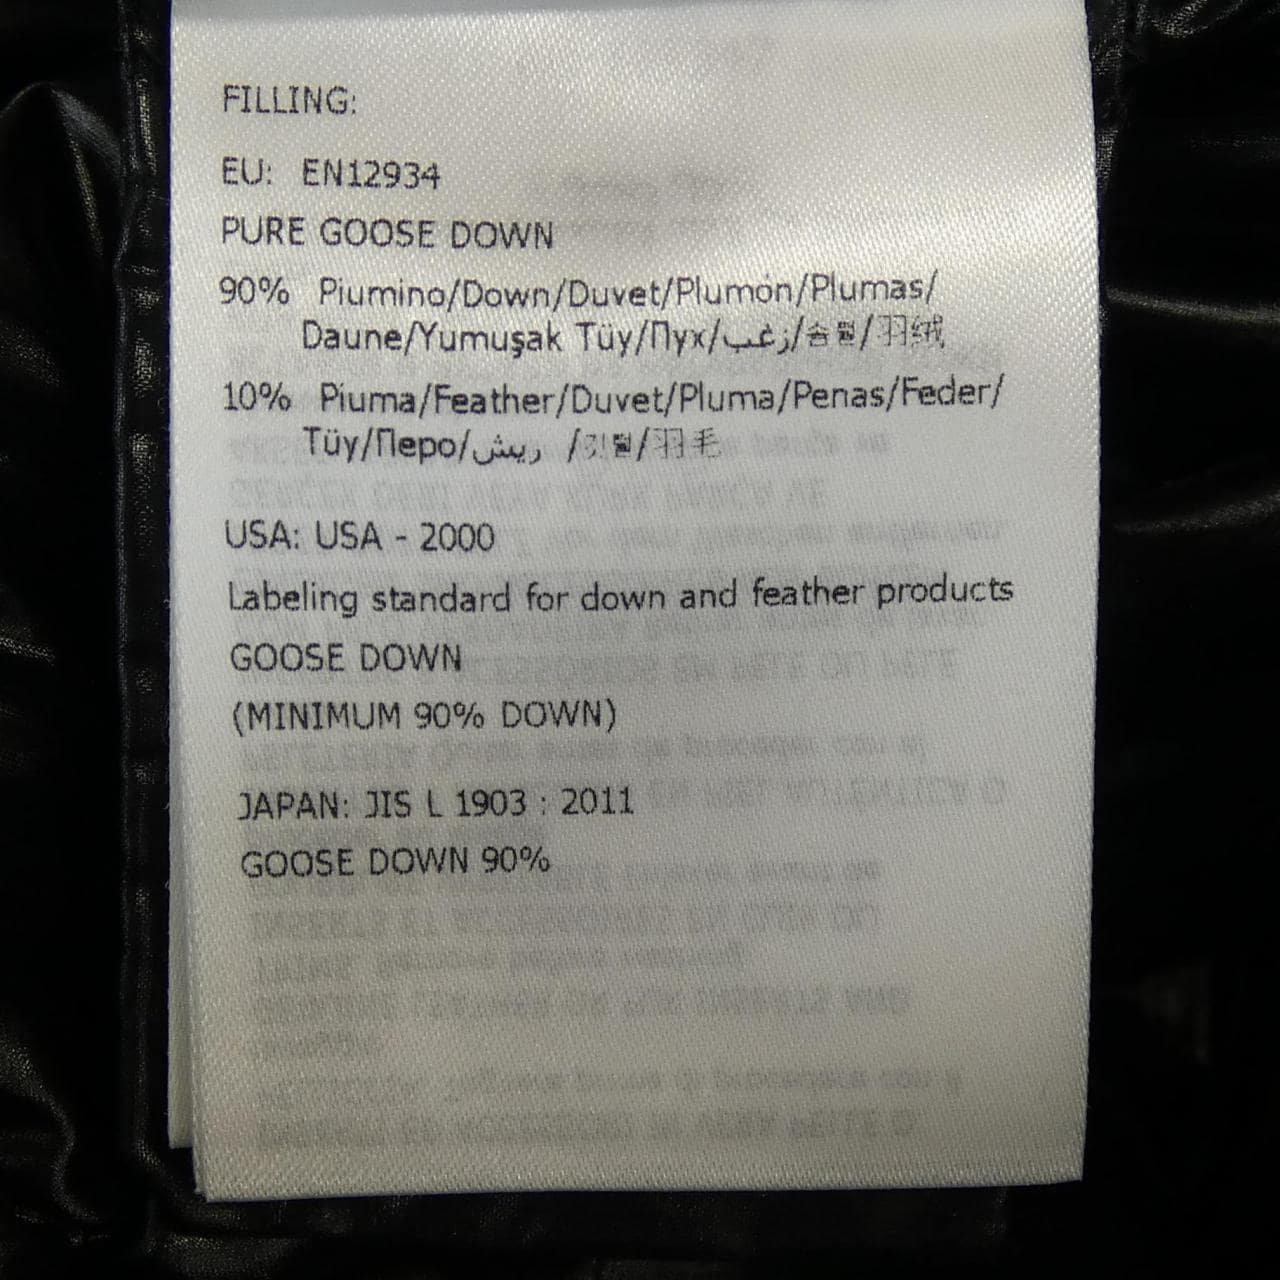 FILLING:
EU: EN12934
PURE GOOSE DOWN
90% Piumino/Down/Duvet/Plumón/Plumas/
Daune/Yumuşak Tüy/Пух/زغب/솜털/羽绒
10% Piuma/Feather/Duvet/Pluma/Penas/Feder/
Tüy/Перо/ريش /깃털/羽毛
USA: USA - 2000
Labeling standard for down and feather products
GOOSE DOWN
(MINIMUM 90% DOWN)
JAPAN: JIS L 1903 : 2011
GOOSE DOWN 90%